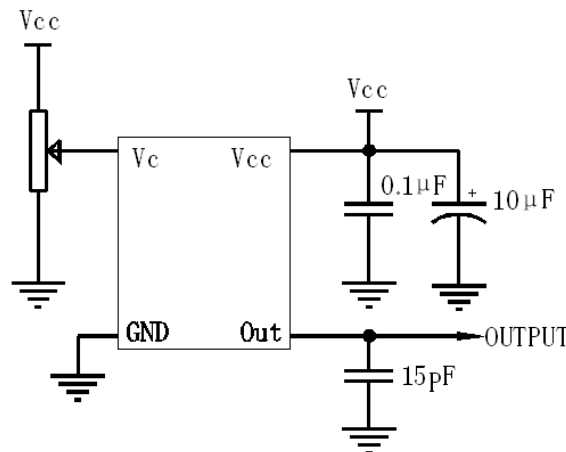 Vcc
Vcc
Vc
Vcc
0.1μF
+
10μF
GND
Out
OUTPUT
15pF